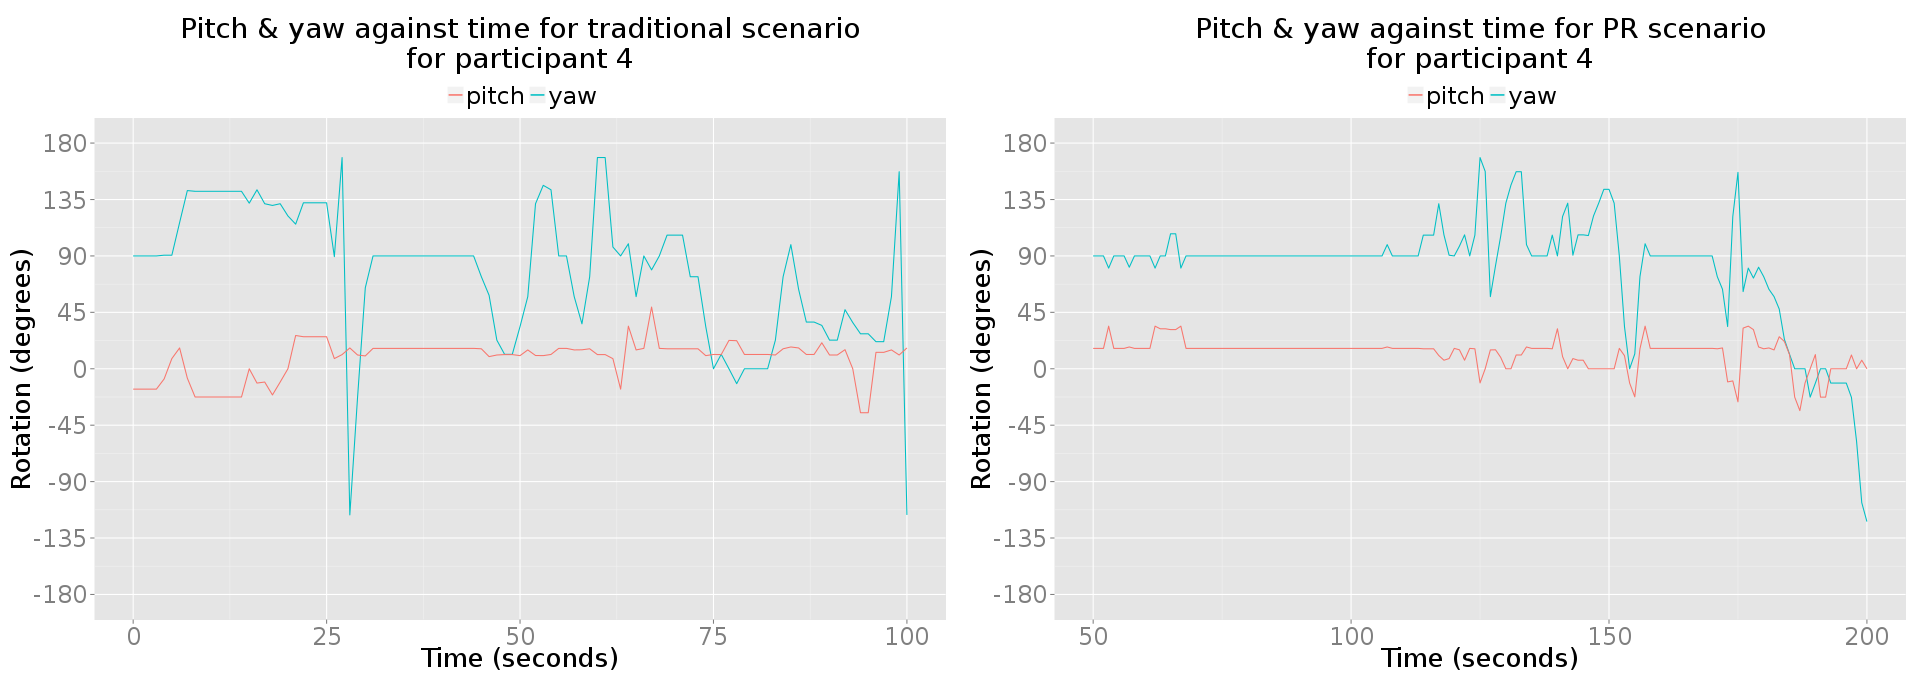 Pitch & yaw against time for traditional scenario
for participant 4
pitch yaw
180
135
90
45
0
-45
-90
-135
-180
Rotation (degrees)
0 25 50 75 100
Time (seconds)
Pitch & yaw against time for PR scenario
for participant 4
pitch yaw
180
135
90
45
0
-45
-90
-135
-180
Rotation (degrees)
50 100 150 200
Time (seconds)